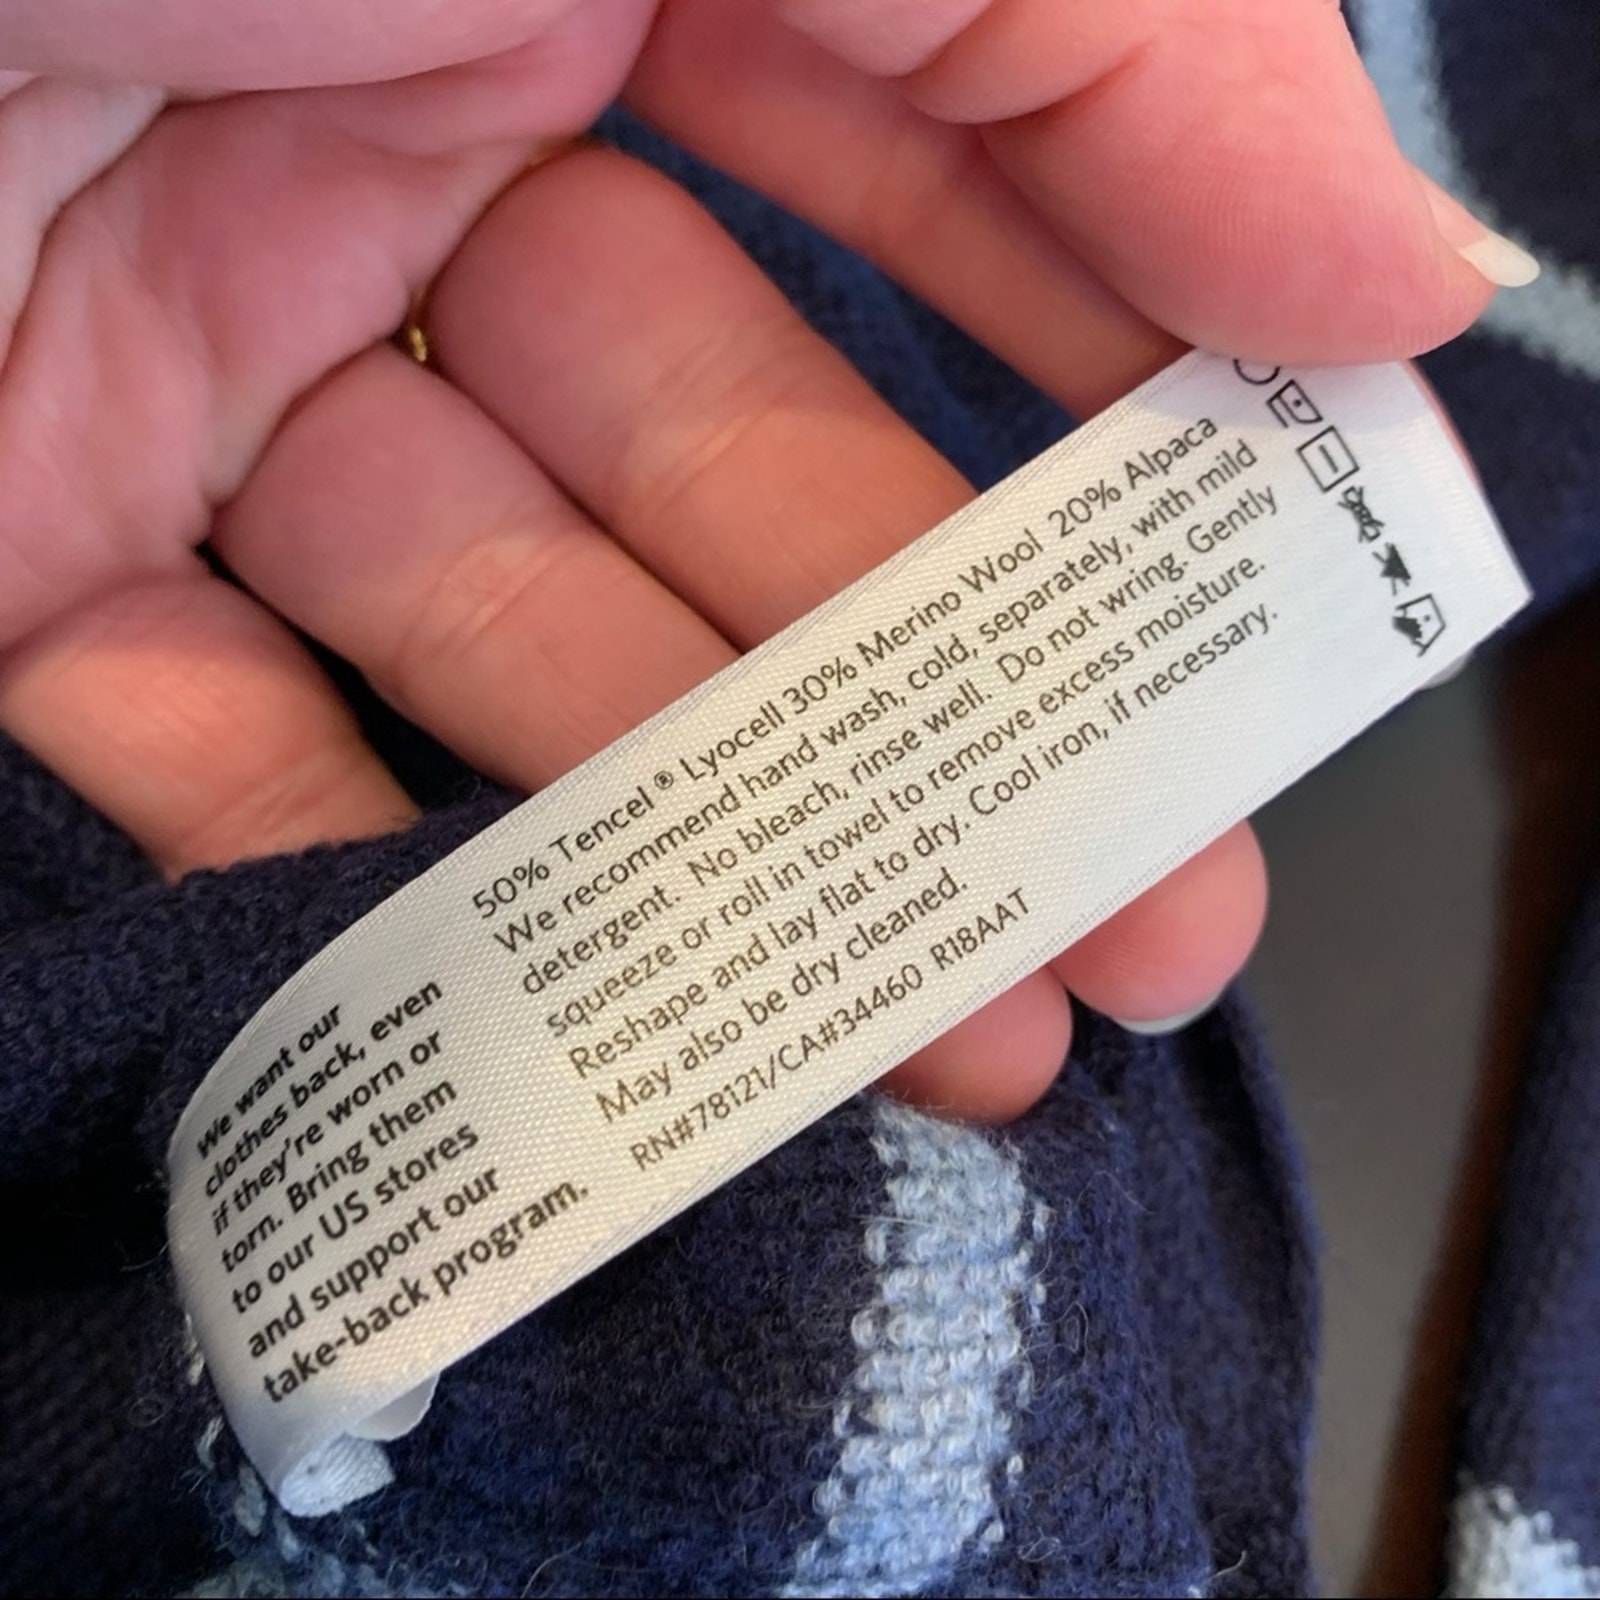 50% Tencel® Lyocell 30% Merino Wool 20% Alpaca
We recommend hand wash, cold, separately, with mild
detergent. No bleach, rinse well. Do not wring. Gently
squeeze or roll in towel to remove excess moisture.
Reshape and lay flat to dry. Cool iron, if necessary.
May also be dry cleaned.
RN#78121/CA#34460 R18AAT
We want our
clothes back, even
if they're worn or
torn. Bring them
to our US stores
and support our
take-back program.